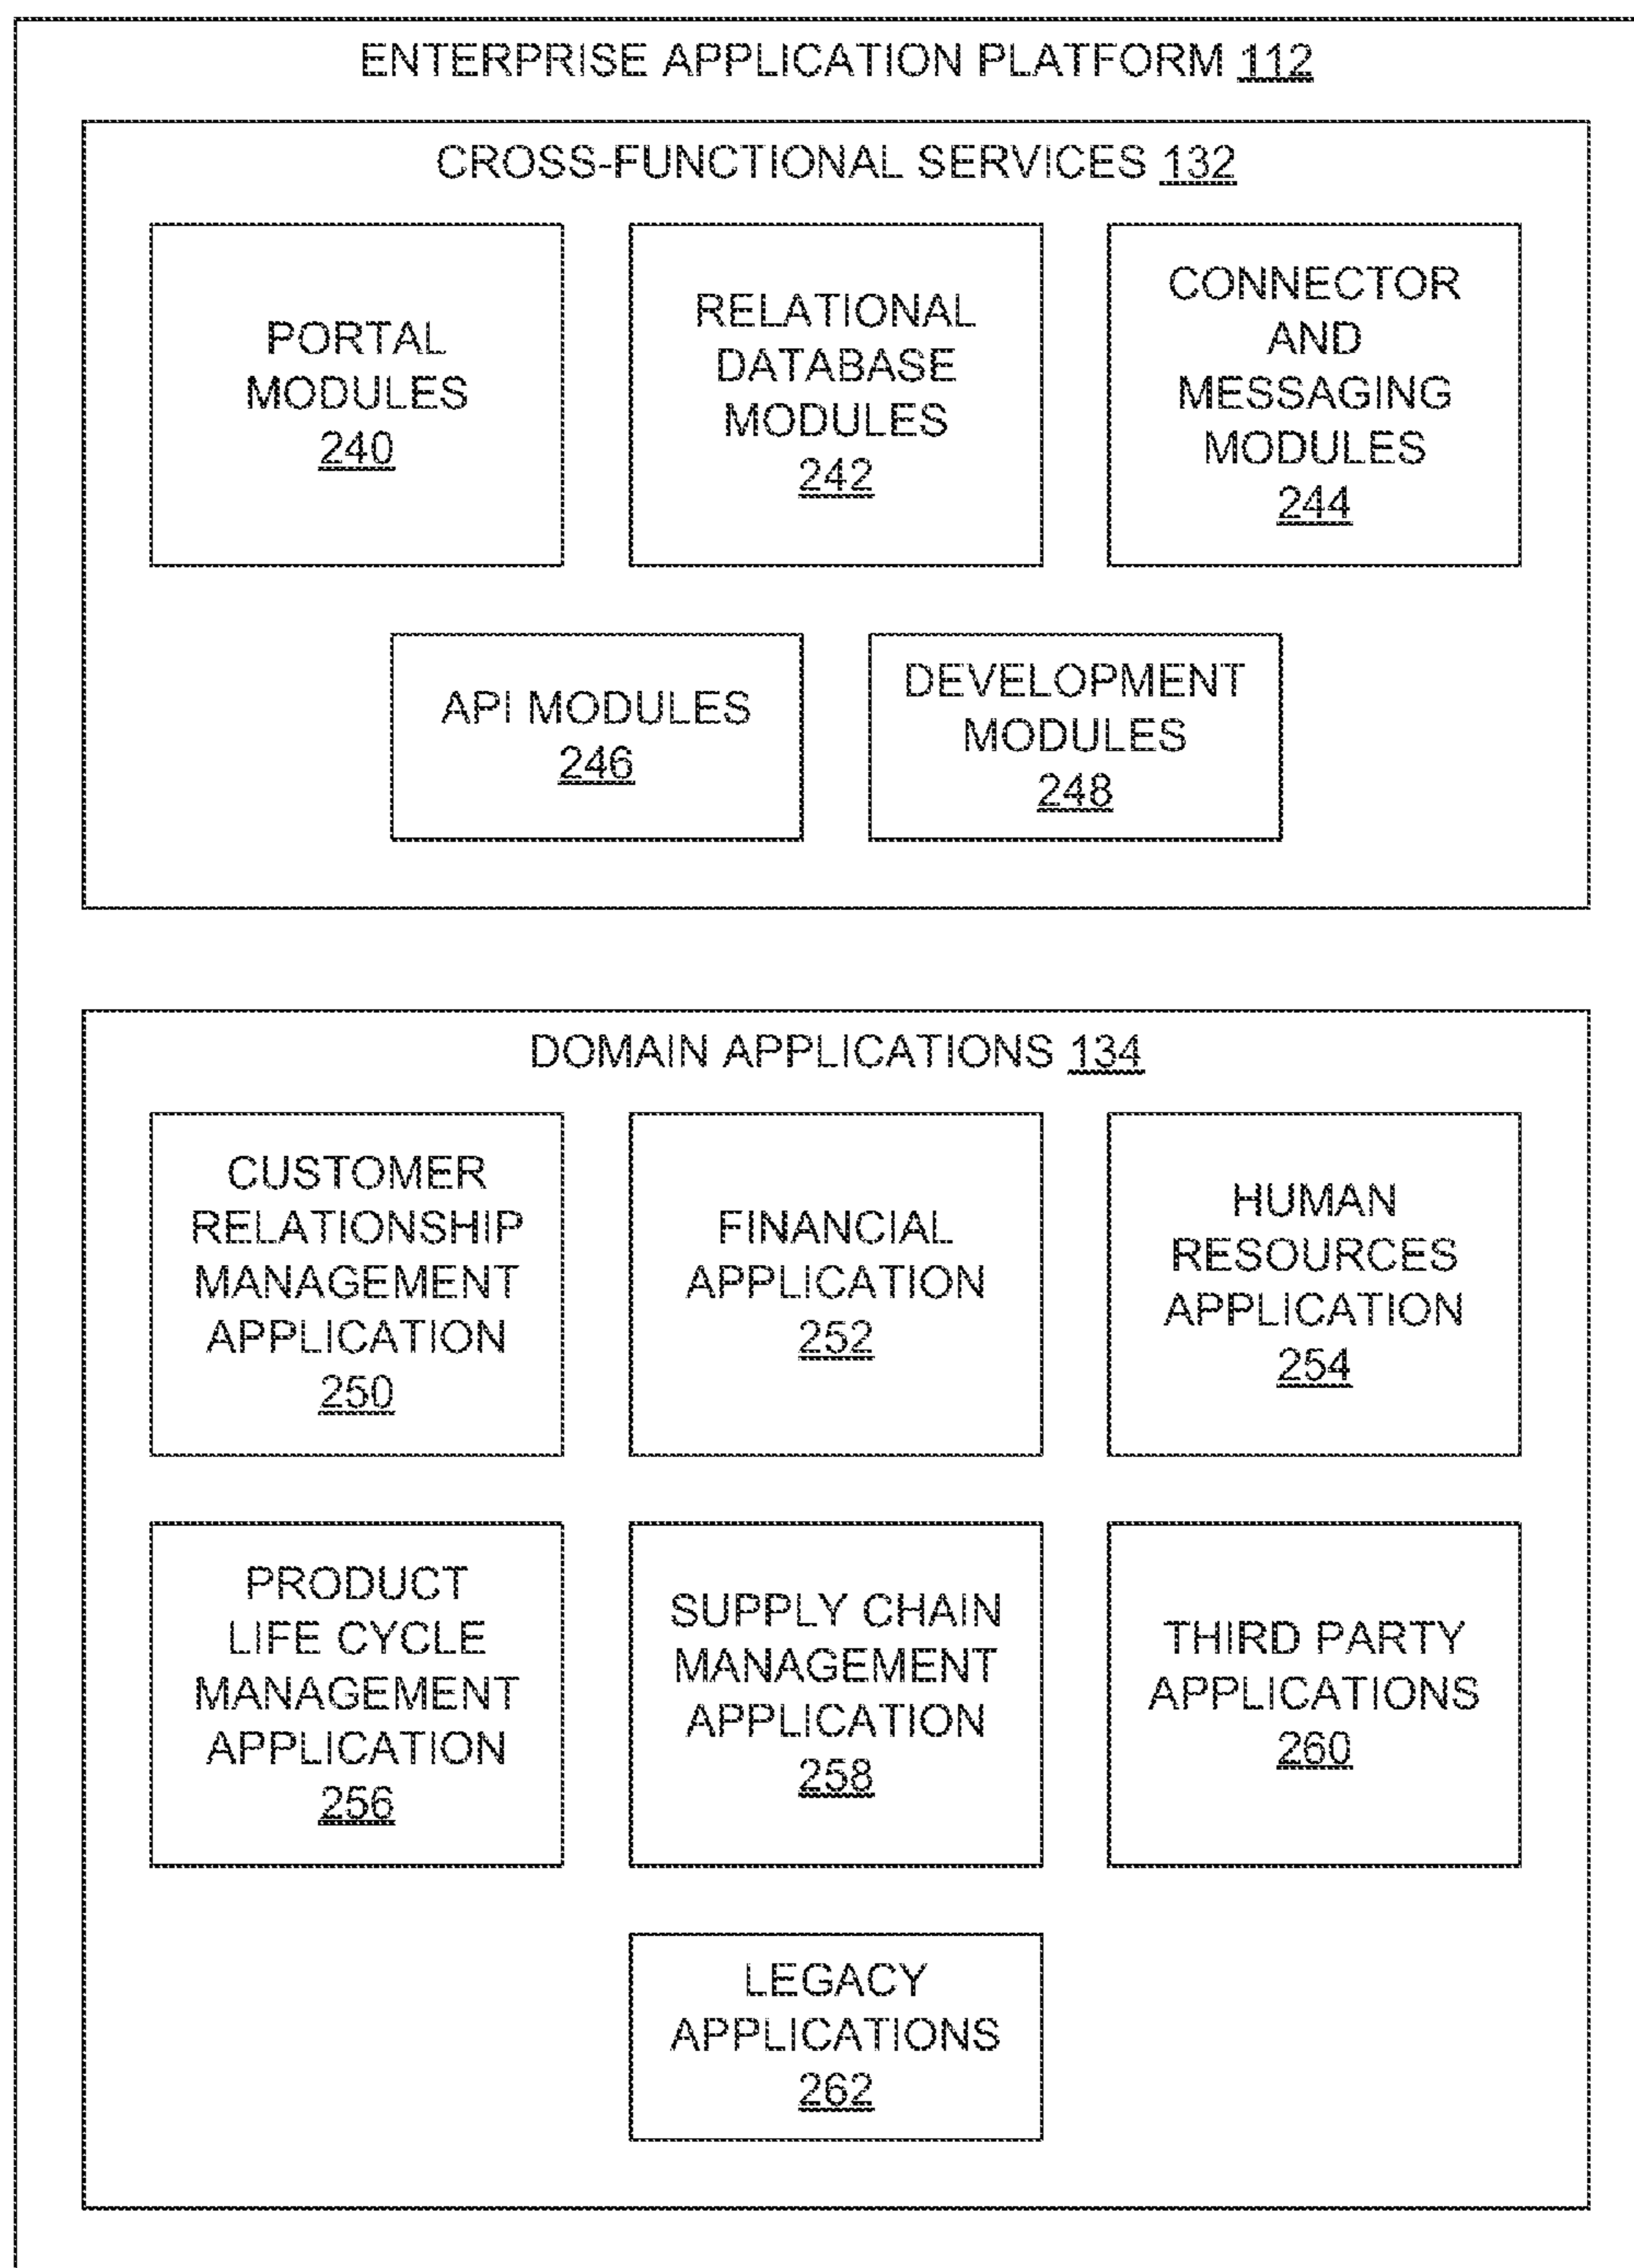 ENTERPRISE APPLICATION PLATFORM 112
CROSS-FUNCTIONAL SERVICES 132
PORTAL
MODULES
240
RELATIONAL
DATABASE
MODULES
242
CONNECTOR
AND
MESSAGING
MODULES
244
API MODULES
246
DEVELOPMENT
MODULES
248
DOMAIN APPLICATIONS 134
CUSTOMER
RELATIONSHIP
MANAGEMENT
APPLICATION
250
FINANCIAL
APPLICATION
252
HUMAN
RESOURCES
APPLICATION
254
PRODUCT
LIFE CYCLE
MANAGEMENT
APPLICATION
256
SUPPLY CHAIN
MANAGEMENT
APPLICATION
258
THIRD PARTY
APPLICATIONS
260
LEGACY
APPLICATIONS
262